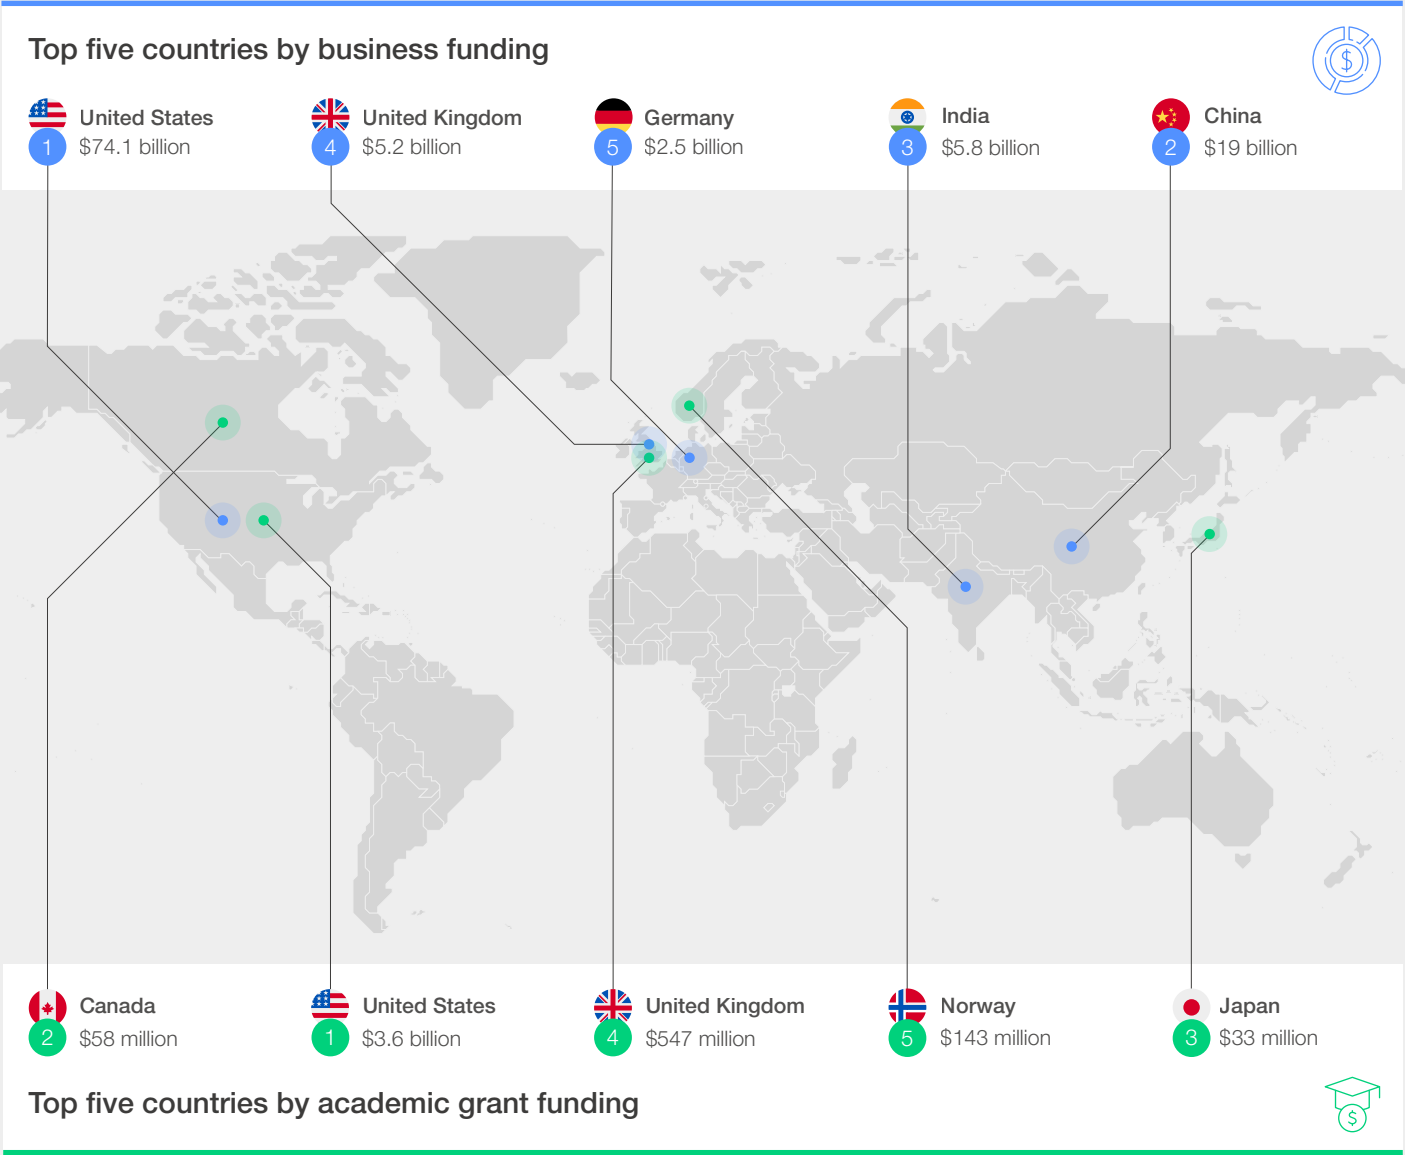 Top five countries by business funding
$
United States
1
$74.1 billion
United Kingdom
4
$5.2 billion
Germany
5
$2.5 billion
India
3
$5.8 billion
China
2
$19 billion
Canada
2
$58 million
United States
1
$3.6 billion
United Kingdom
4
$547 million
Norway
5
$143 million
Japan
3
$33 million
Top five countries by academic grant funding
$